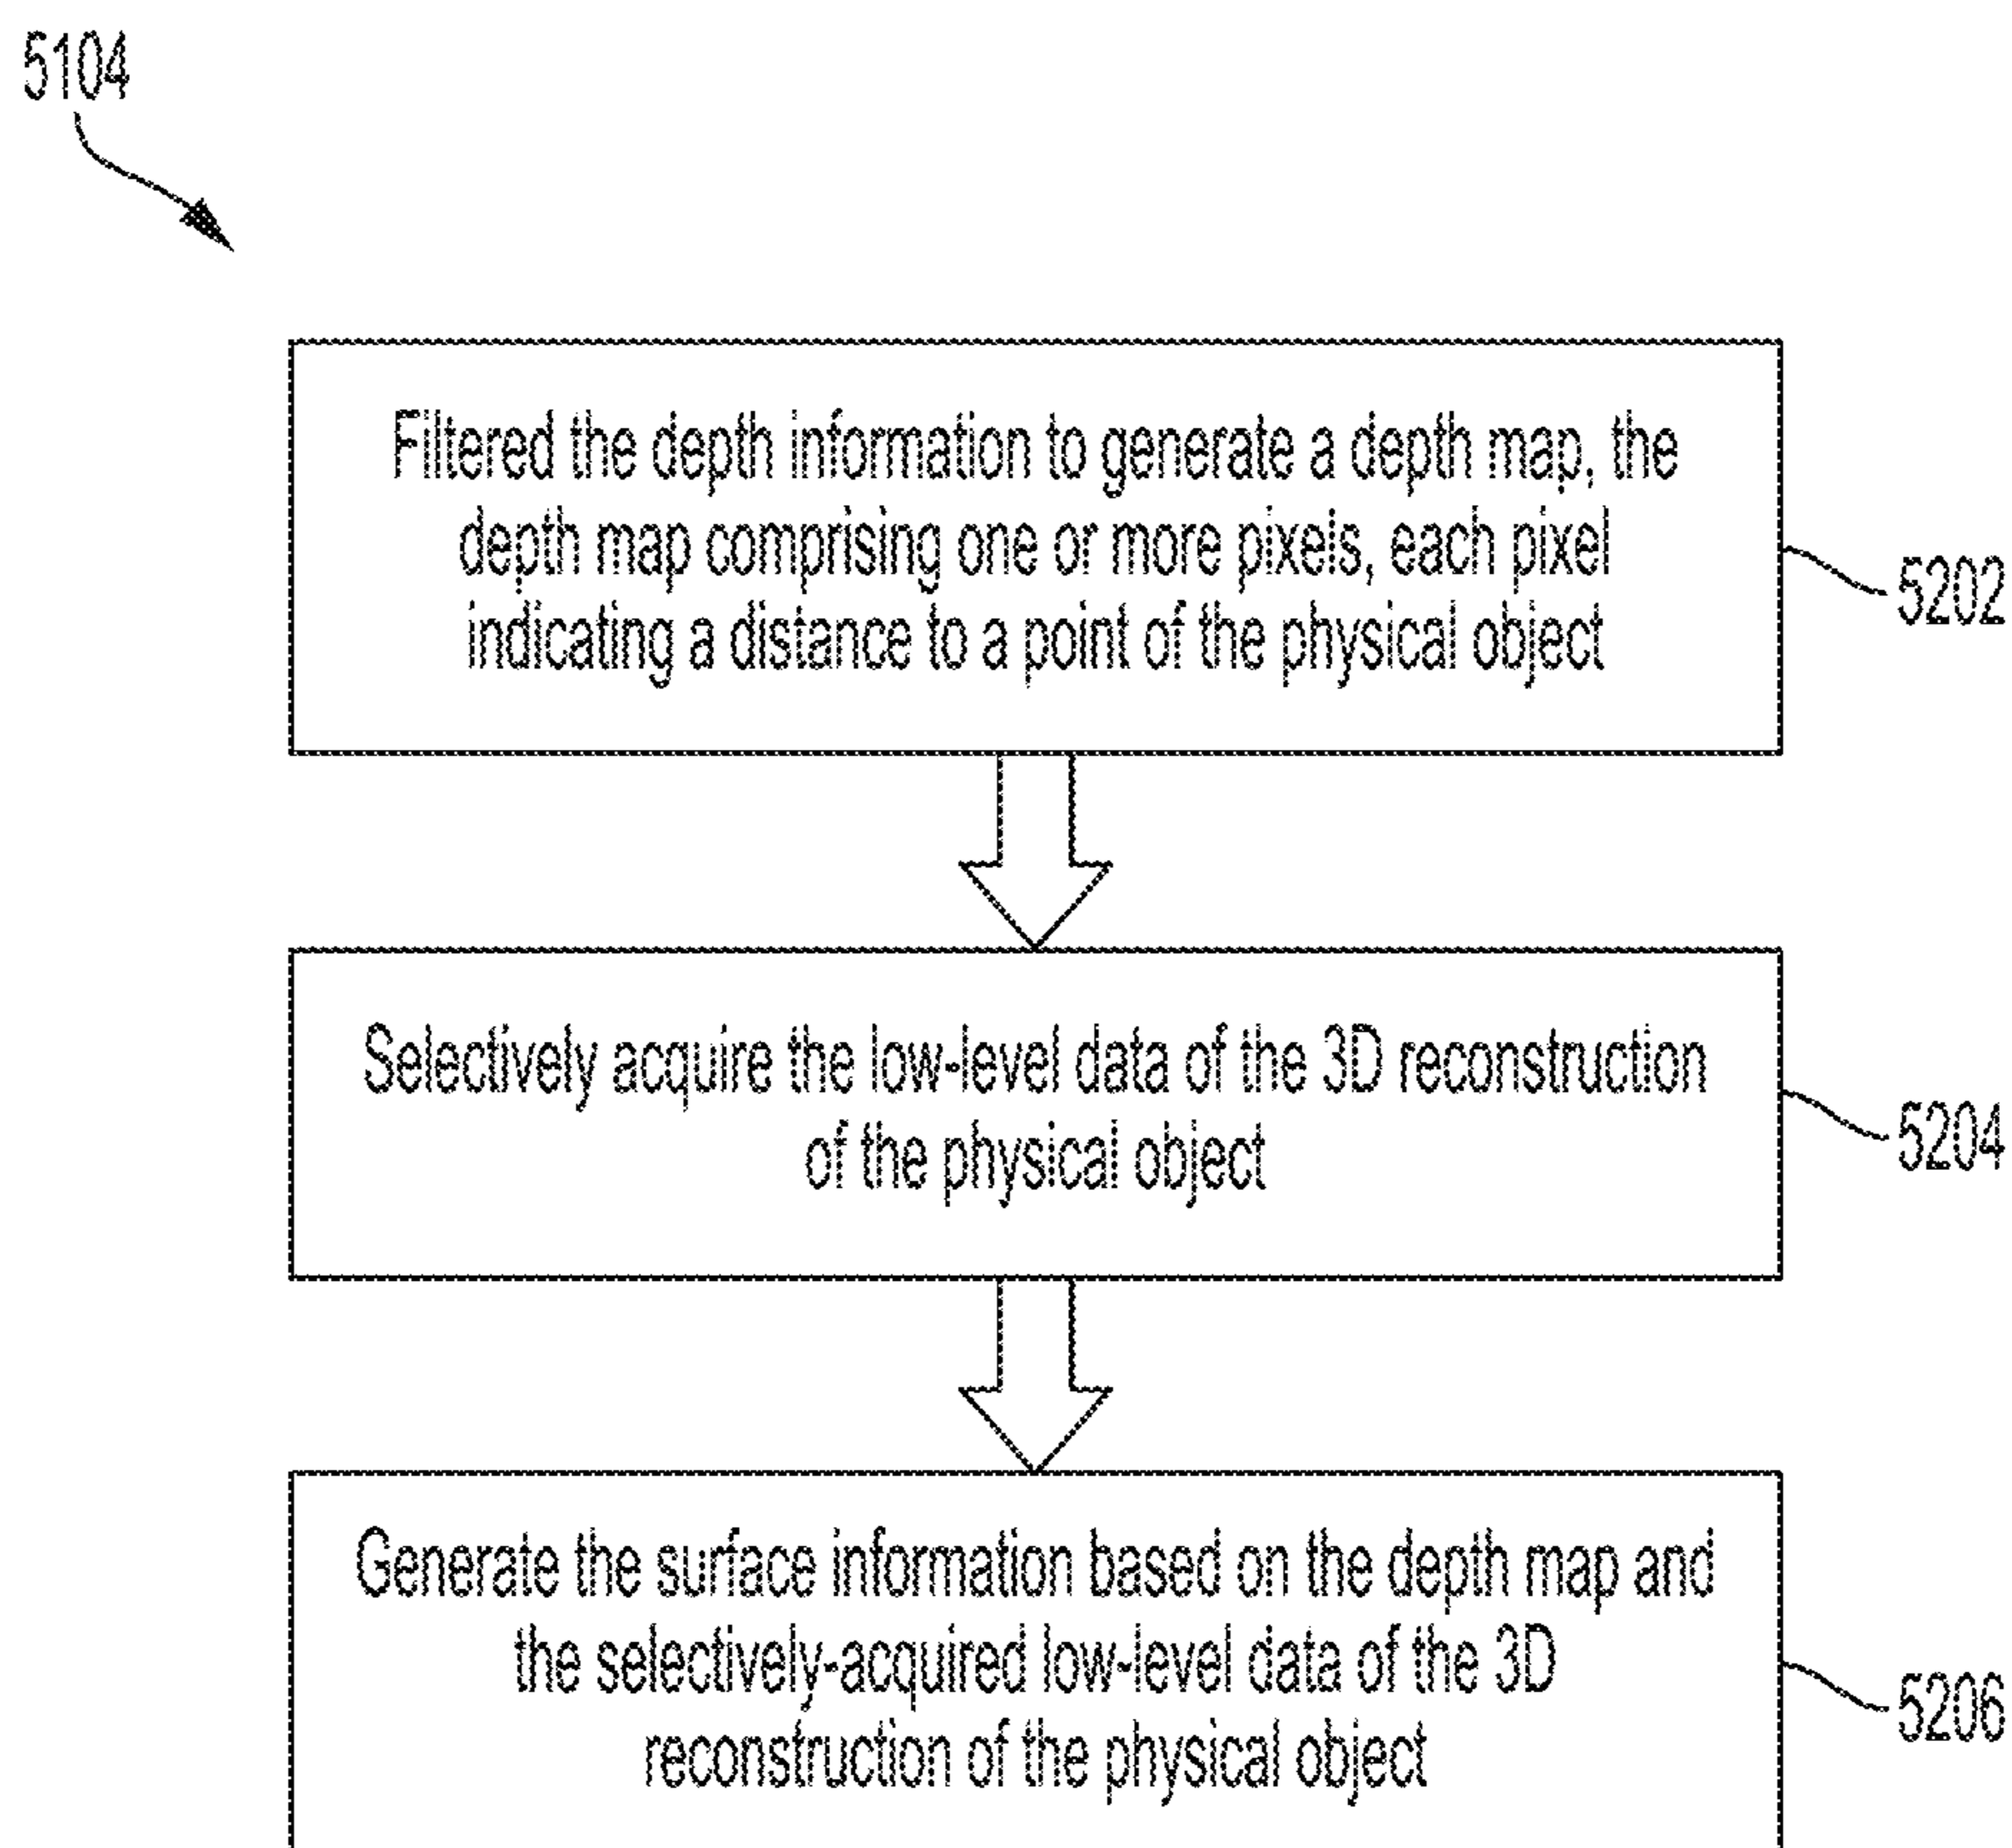 5104
Filtered the depth information to generate a depth map, the
depth map comprising one or more pixels, each pixel
indicating a distance to a point of the physical object
5202
Selectively acquire the low-level data of the 3D reconstruction
of the physical object
5204
Generate the surface information based on the depth map and
the selectively-acquired low-level data of the 3D
reconstruction of the physical object
5206